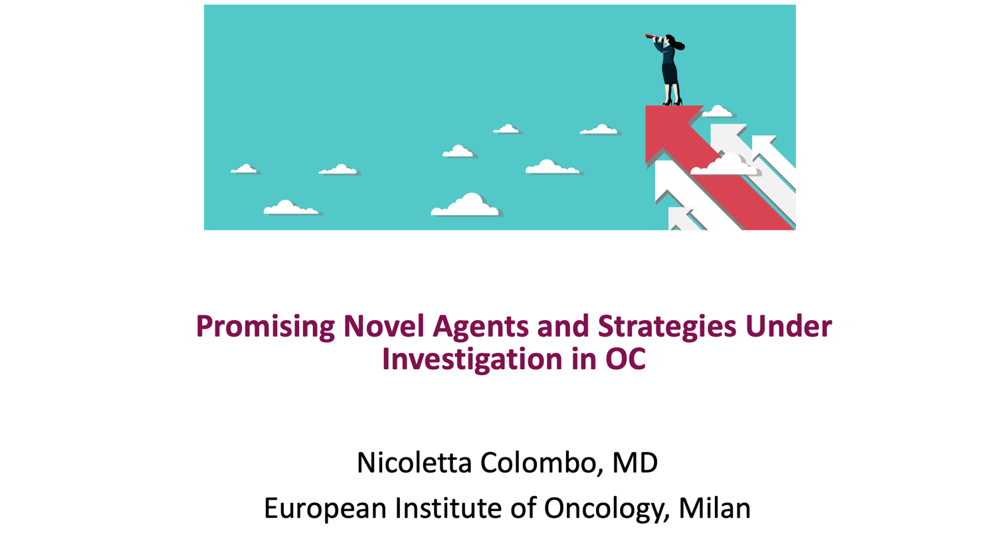 Promising Novel Agents and Strategies Under
Investigation in OC
Nicoletta Colombo, MD
European Institute of Oncology, Milan